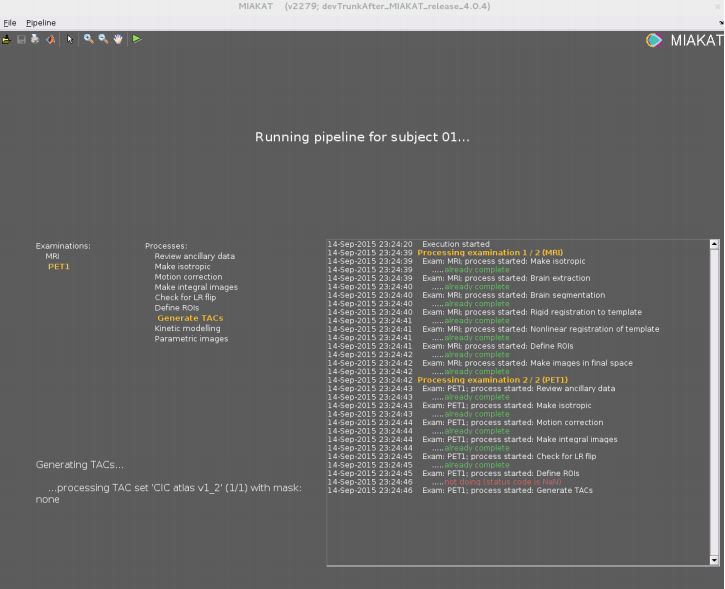 MIAKAT (v2279; devTrunkAfter_MIAKAT_release_4.0.4)
File Pipeline
MIAKAT
Running pipeline for subject 01...
Examinations:
MRI
PET1
Processes:
Review ancillary data
Make isotropic
Motion correction
Make integral images
Check for LR flip
Define ROIs
Generate TACs
Kinetic modelling
Parametric images
Generating TACs...
...processing TAC set 'CIC atlas v1_2' (1/1) with mask:
none
14-Sep-2015 23:24:20 Execution started
14-Sep-2015 23:24:39 Processing examination 1 / 2 (MRI)
14-Sep-2015 23:24:39 Exam: MRI; process started: Make isotropic
14-Sep-2015 23:24:39 .....already complete
14-Sep-2015 23:24:39 Exam: MRI; process started: Brain extraction
14-Sep-2015 23:24:40 .....already complete
14-Sep-2015 23:24:40 Exam: MRI; process started: Brain segmentation
14-Sep-2015 23:24:40 .....already complete
14-Sep-2015 23:24:40 Exam: MRI; process started: Rigid registration to template
14-Sep-2015 23:24:41 .....already complete
14-Sep-2015 23:24:41 Exam: MRI; process started: Nonlinear registration of template
14-Sep-2015 23:24:41 .....already complete
14-Sep-2015 23:24:41 Exam: MRI; process started: Define ROIs
14-Sep-2015 23:24:42 .....already complete
14-Sep-2015 23:24:42 Exam: MRI; process started: Make images in final space
14-Sep-2015 23:24:42 .....already complete
14-Sep-2015 23:24:42 Processing examination 2 / 2 (PET1)
14-Sep-2015 23:24:43 Exam: PET1; process started: Review ancillary data
14-Sep-2015 23:24:43 .....already complete
14-Sep-2015 23:24:43 Exam: PET1; process started: Make isotropic
14-Sep-2015 23:24:43 .....already complete
14-Sep-2015 23:24:44 Exam: PET1; process started: Motion correction
14-Sep-2015 23:24:44 .....already complete
14-Sep-2015 23:24:44 Exam: PET1; process started: Make integral images
14-Sep-2015 23:24:44 .....already complete
14-Sep-2015 23:24:45 Exam: PET1; process started: Check for LR flip
14-Sep-2015 23:24:45 .....already complete
14-Sep-2015 23:24:45 Exam: PET1; process started: Define ROIs
14-Sep-2015 23:24:46 .....not doing (status code is NaN)
14-Sep-2015 23:24:46 Exam: PET1; process started: Generate TACs